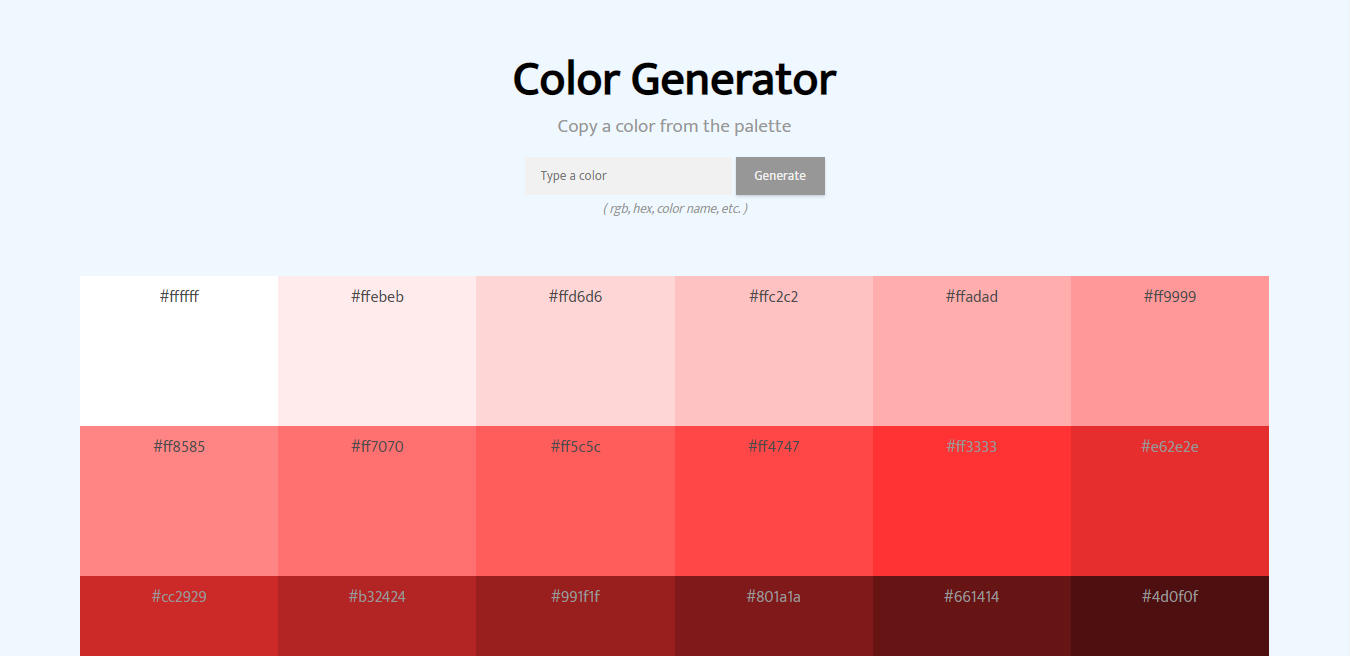 Color Generator
Copy a color from the palette
Type a color Generate
( rgb, hex, color name, etc. )
#ffffff #ffebeb #ffd6d6 #ffc2c2 #ffadad #ff9999
#ff8585 #ff7070 #ff5c5c #ff4747 #ff3333 #e62e2e
#cc2929 #b32424 #991f1f #801a1a #661414 #4d0f0f